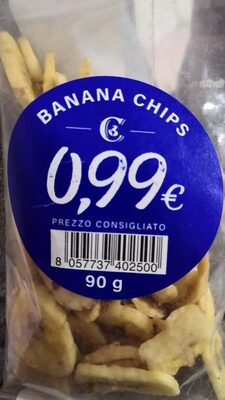 BANANA CHIPS
0,99€
PREZZO CONSIGLIATO
8 057737 402500
90 g